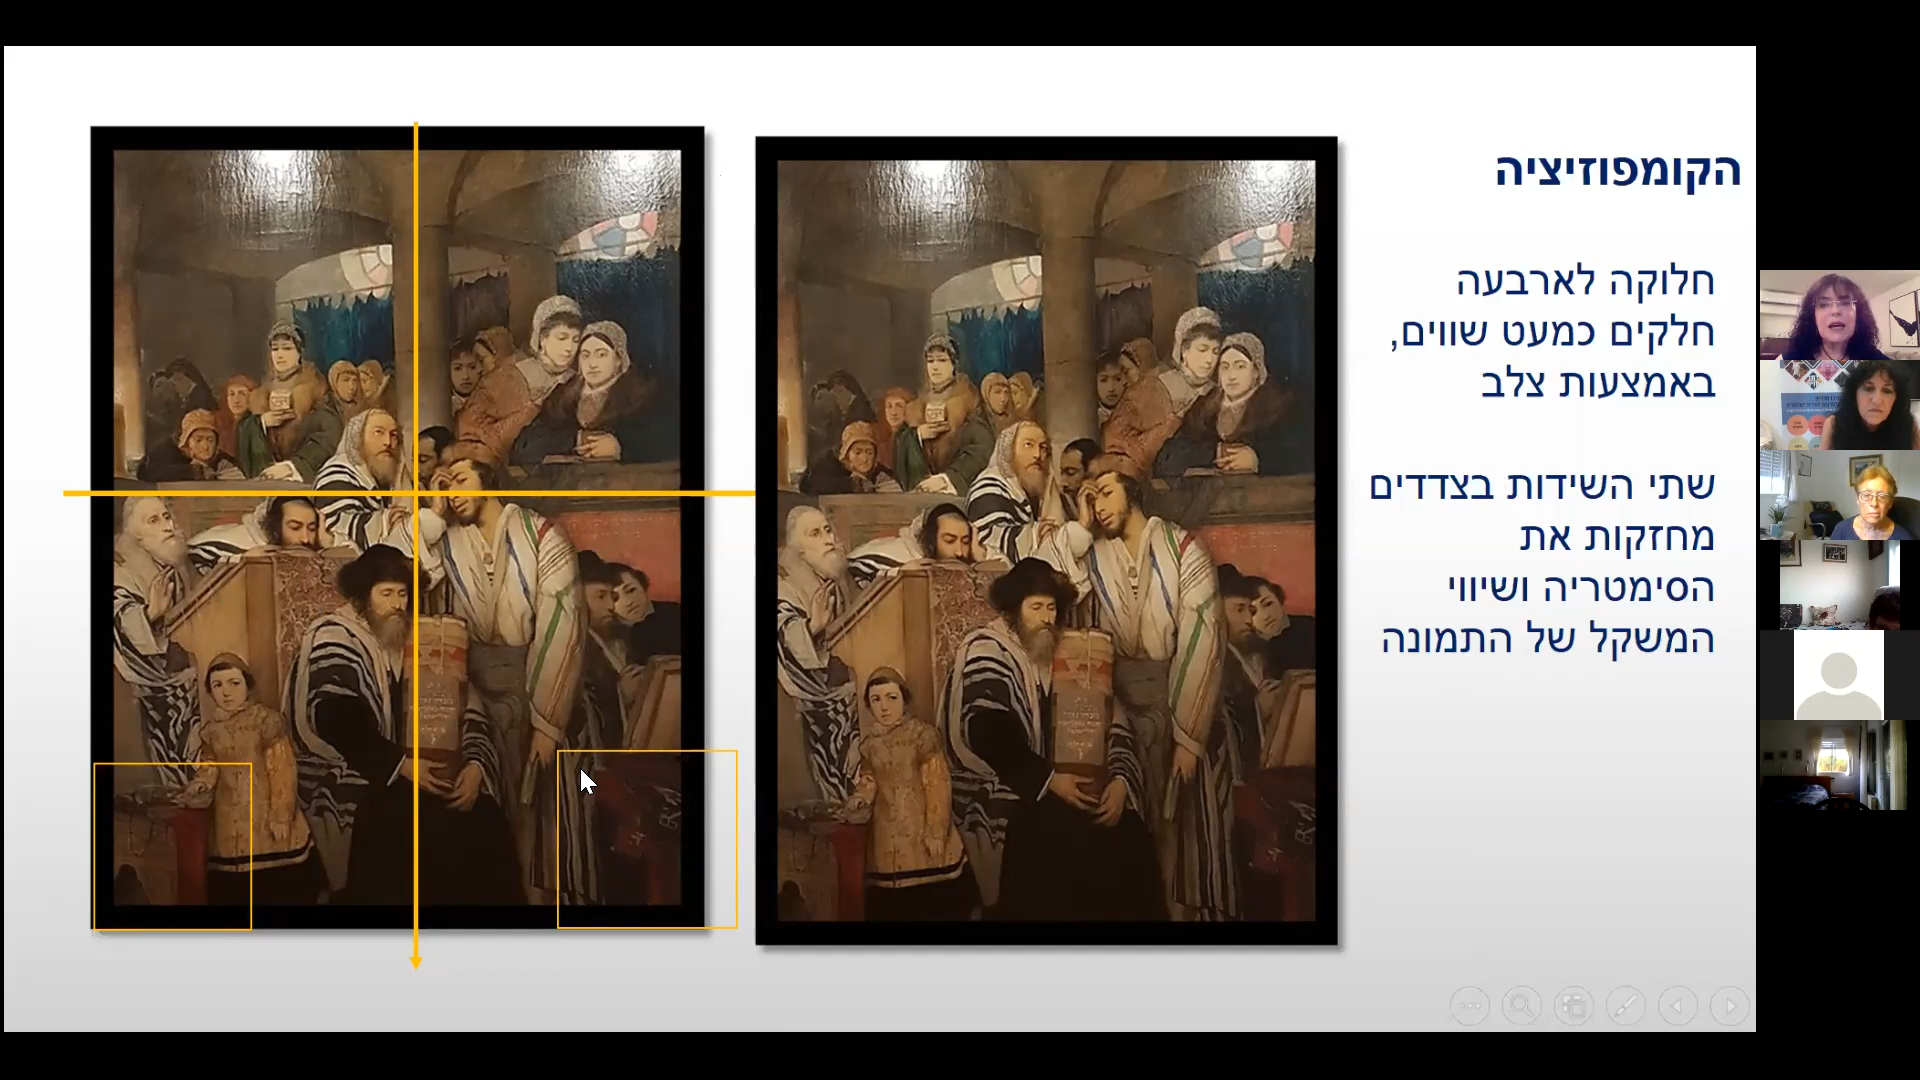 הקומפוזיציה
חלוקה לארבעה
חלקים כמעט שווים,
באמצעות צלב
שתי השידות בצדדים
מחזקות את
הסימטריה ושיווי
המשקל של התמונה